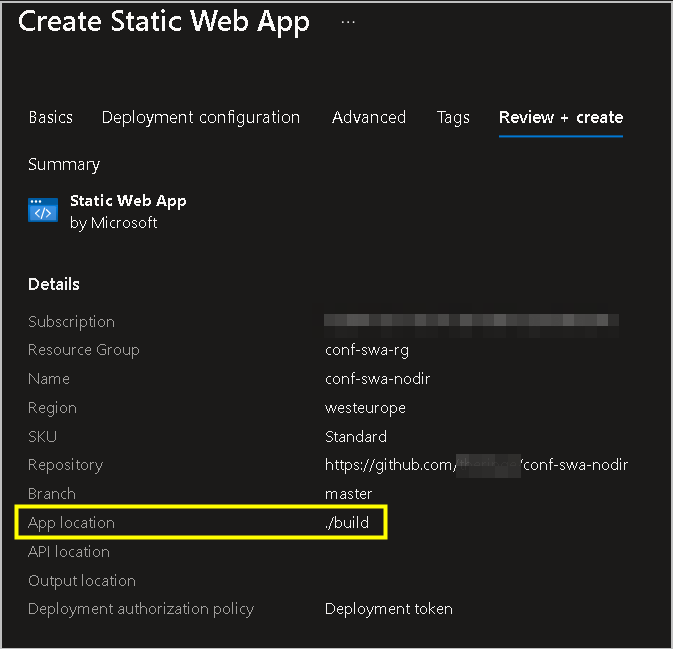 Create Static Web App ...
Basics Deployment configuration Advanced Tags Review + create
Summary
Static Web App
by Microsoft
Details
Subscription
Resource Group conf-swa-rg
Name conf-swa-nodir
Region westeurope
SKU Standard
Repository https://github.com/ /conf-swa-nodir
Branch master
App location ./build
API location
Output location
Deployment authorization policy Deployment token